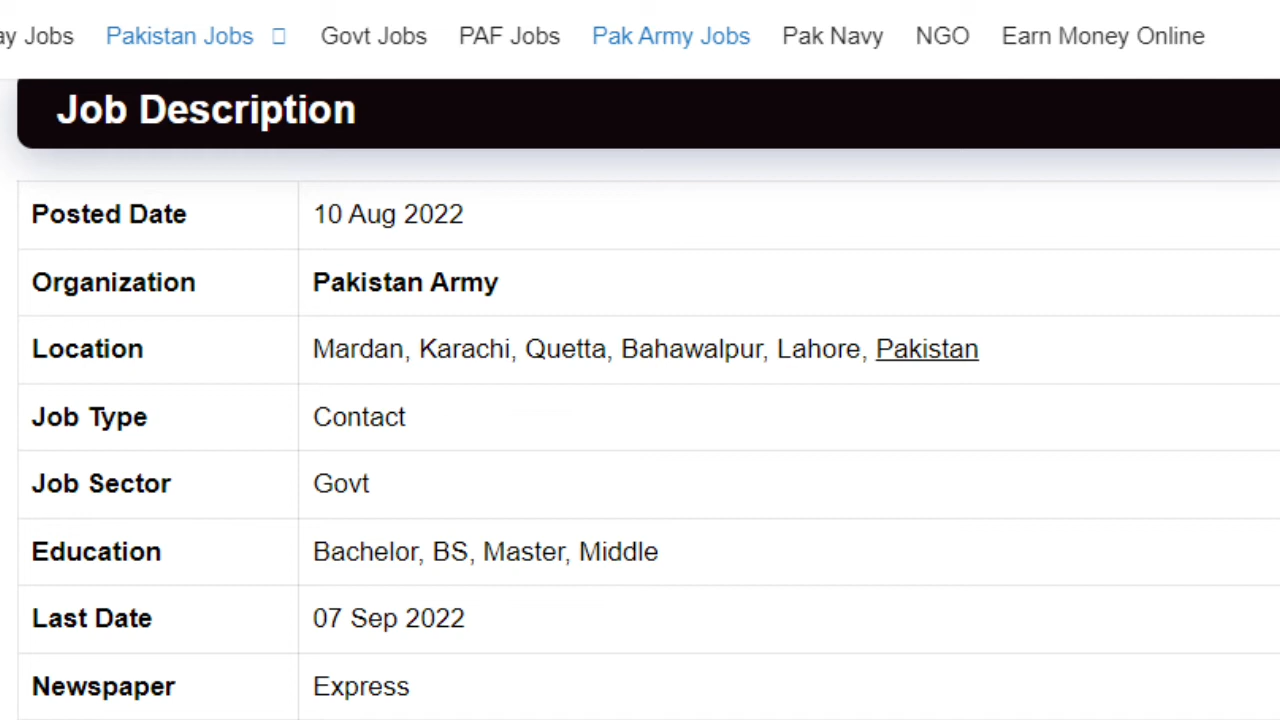 ay Jobs Pakistan Jobs Govt Jobs PAF Jobs Pak Army Jobs Pak Navy NGO Earn Money Online
Job Description
Posted Date 10 Aug 2022
Organization Pakistan Army
Location Mardan, Karachi, Quetta, Bahawalpur, Lahore, Pakistan
Job Type Contact
Job Sector Govt
Education Bachelor, BS, Master, Middle
Last Date 07 Sep 2022
Newspaper Express